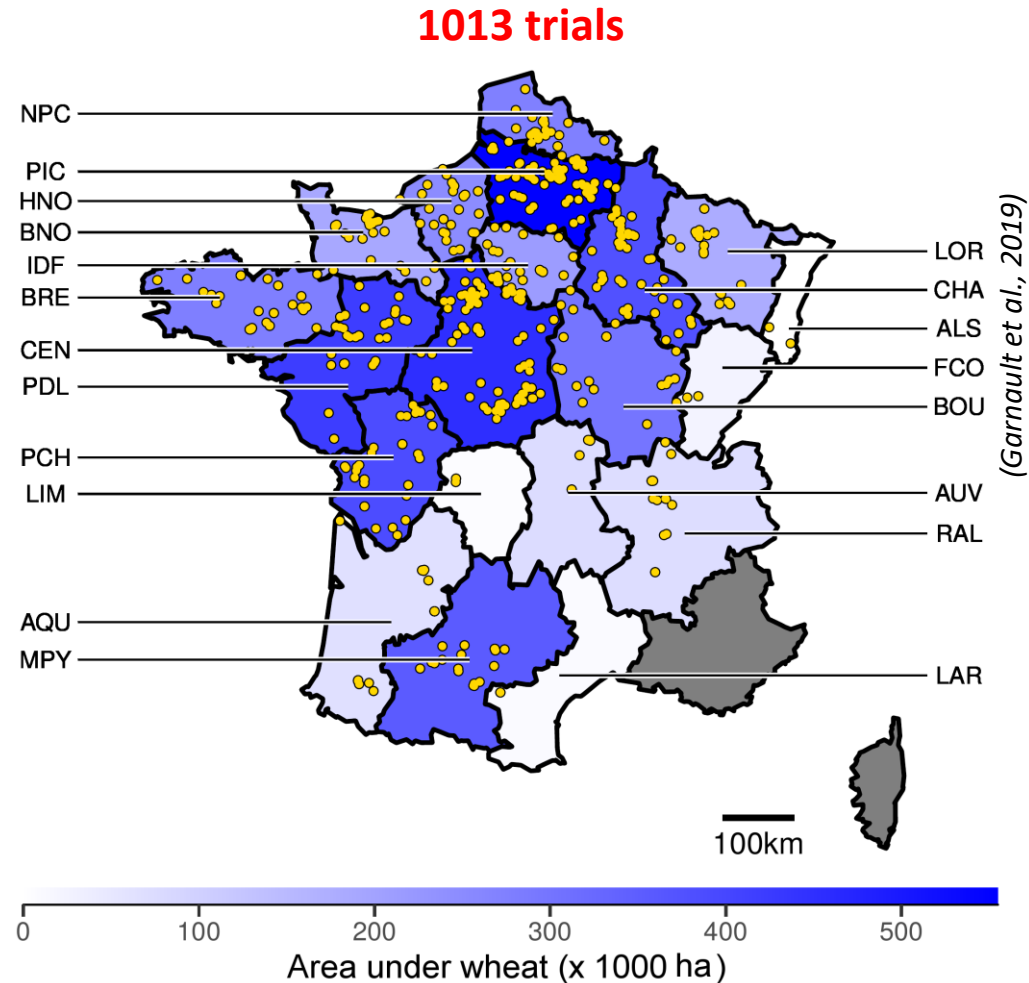 1013 trials
NPC
PIC
HNO
BNO
IDF
BRE
CEN
PDL
PCH
LIM
AQU
MPY
LOR
CHA
ALS
FCO
BOU
AUV
RAL
LAR
(Garnault et al., 2019)
100km
0 100 200 300 400 500
Area under wheat (x 1000 ha)